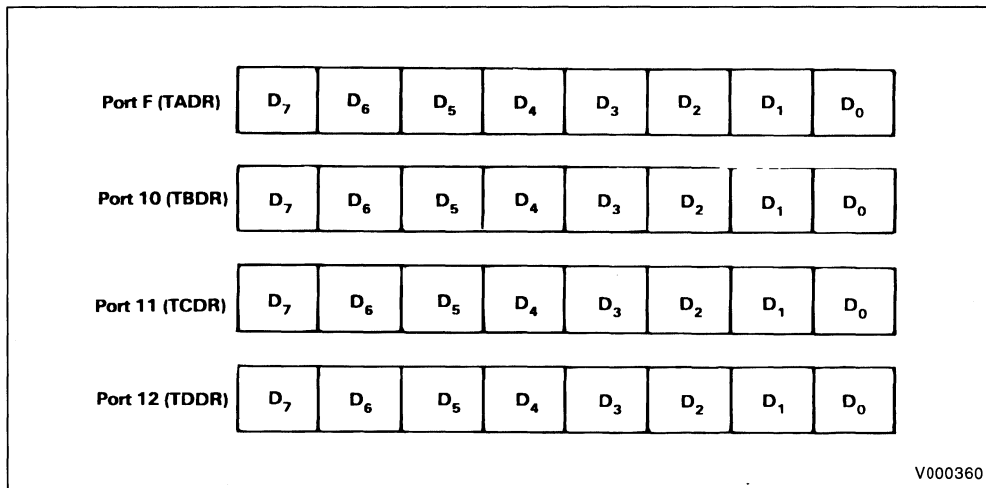 Port F (TADR) D₇ D₆ D₅ D₄ D₃ D₂ D₁ D₀
Port 10 (TBDR) D₇ D₆ D₅ D₄ D₃ D₂ D₁ D₀
Port 11 (TCDR) D₇ D₆ D₅ D₄ D₃ D₂ D₁ D₀
Port 12 (TDDR) D₇ D₆ D₅ D₄ D₃ D₂ D₁ D₀
V000360